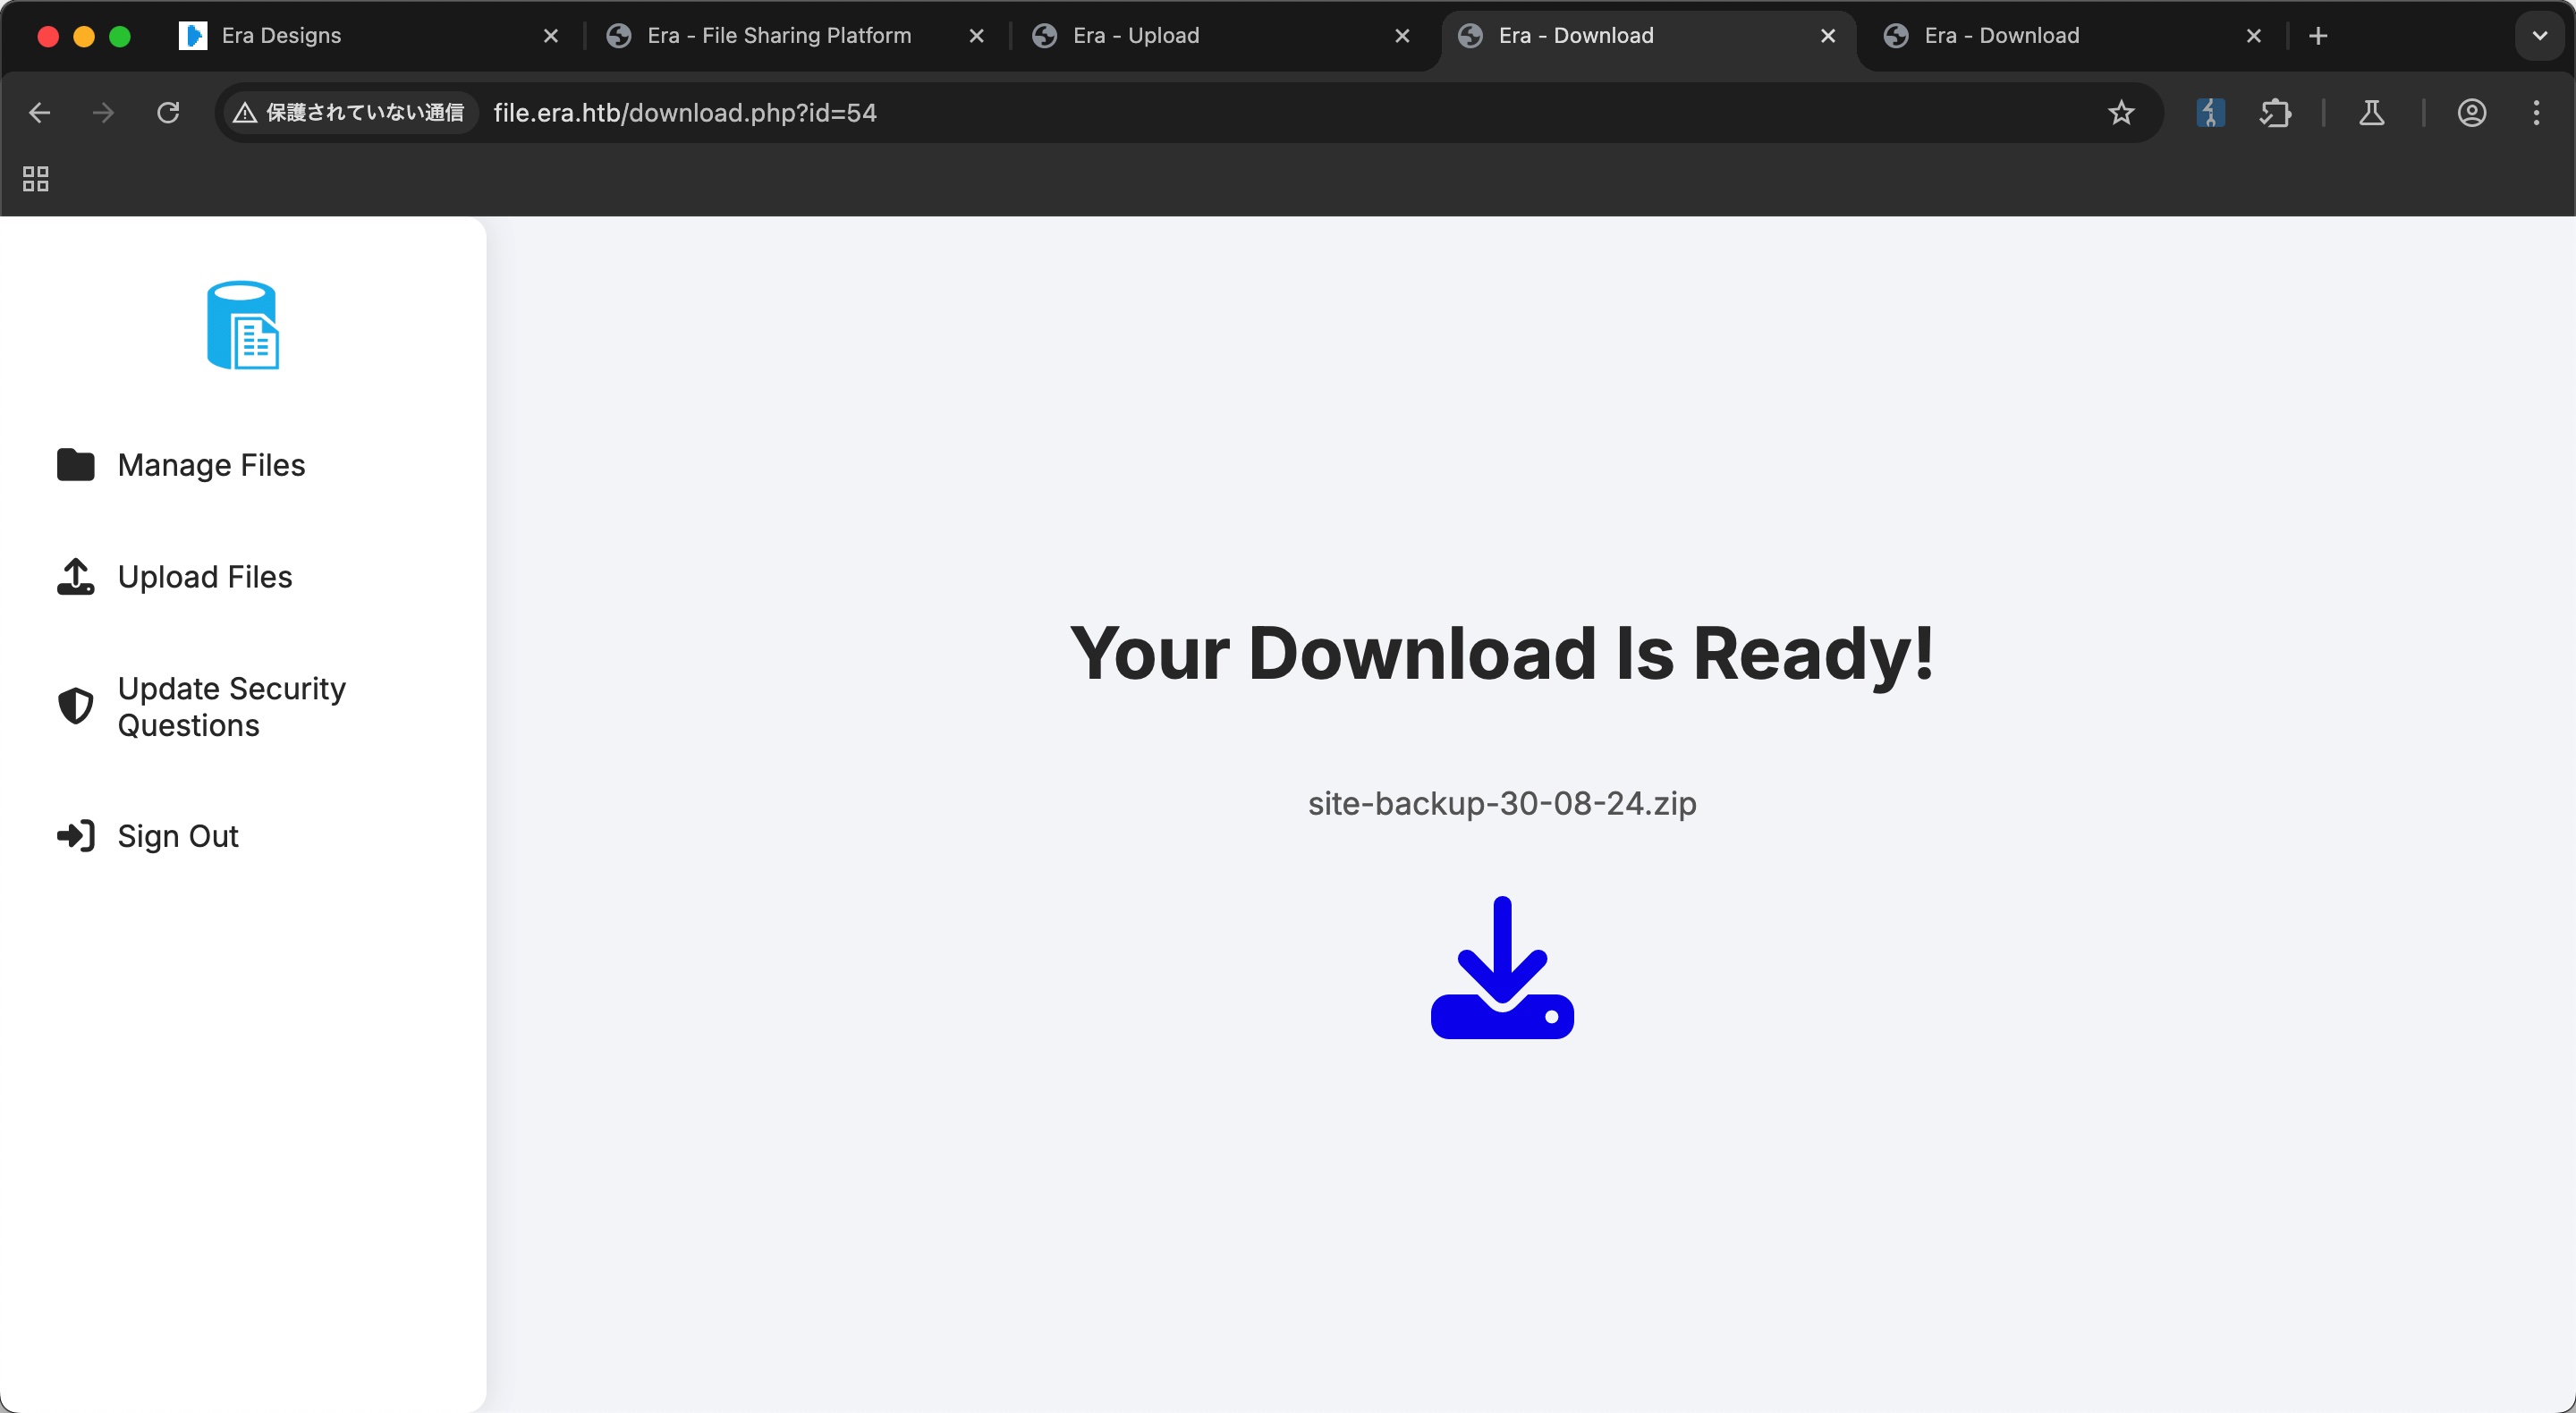 Era Designs
Era - File Sharing Platform
Era - Upload
Era - Download
Era - Download
保護されていない通信
file.era.htb/download.php?id=54
Manage Files
Upload Files
Update Security
Questions
Sign Out
Your Download Is Ready!
site-backup-30-08-24.zip